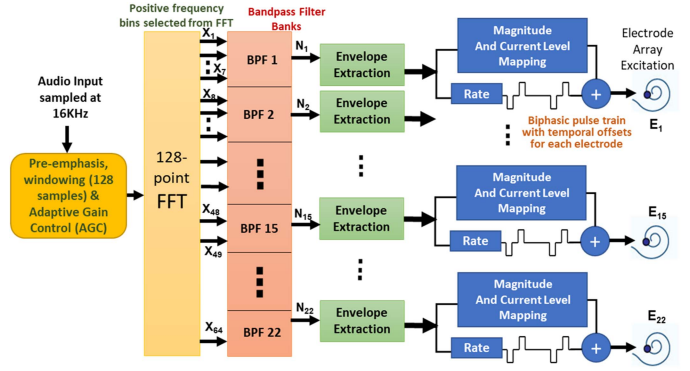 Positive frequency
bins selected from FFT
Bandpass Filter
Banks
Audio Input
sampled at
16KHz
Pre-emphasis,
windowing (128
samples) &
Adaptive Gain
Control (AGC)
128-
point
FFT
X1
X7
X8
X48
X49
X64
BPF 1
BPF 2
BPF 15
BPF 22
N1
N2
N15
N22
Envelope
Extraction
Envelope
Extraction
Envelope
Extraction
Envelope
Extraction
Magnitude
And Current Level
Mapping
Rate
+
Electrode
Array
Excitation
E1
Biphasic pulse train
with temporal offsets
for each electrode
Magnitude
And Current Level
Mapping
Rate
+
E15
Magnitude
And Current Level
Mapping
Rate
+
E22